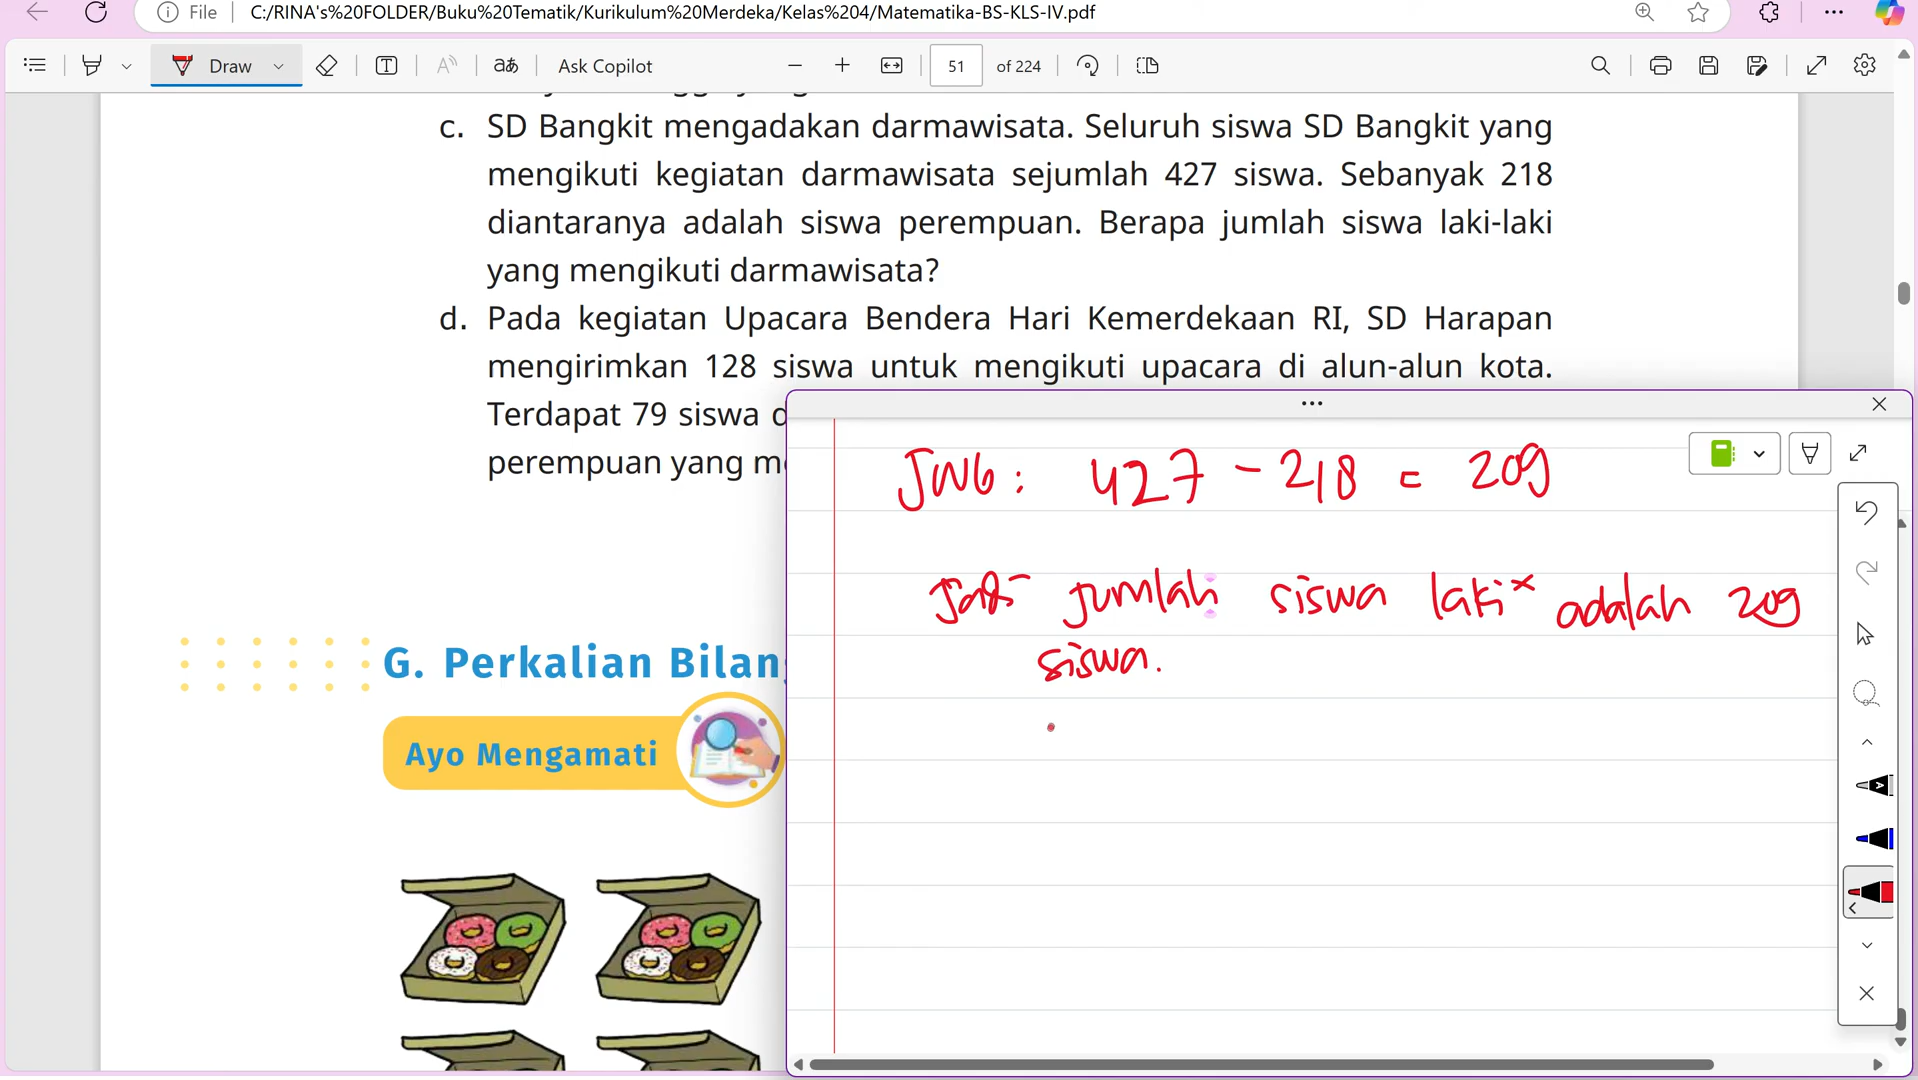 File
C:/RINA's%20FOLDER/Buku%20Tematik/Kurikulum%20Merdeka/Kelas%204/Matematika-BS-KLS-IV.pdf
Draw
Ask Copilot
51 of 224
c. SD Bangkit mengadakan darmawisata. Seluruh siswa SD Bangkit yang
mengikuti kegiatan darmawisata sejumlah 427 siswa. Sebanyak 218
diantaranya adalah siswa perempuan. Berapa jumlah siswa laki-laki
yang mengikuti darmawisata?
d. Pada kegiatan Upacara Bendera Hari Kemerdekaan RI, SD Harapan
mengirimkan 128 siswa untuk mengikuti upacara di alun-alun kota.
Terdapat 79 siswa d
perempuan yang me
Jwb : 427 - 218 = 209
jumlah siswa laki× adalah 209
siswa.
G. Perkalian Bilang
Ayo Mengamati